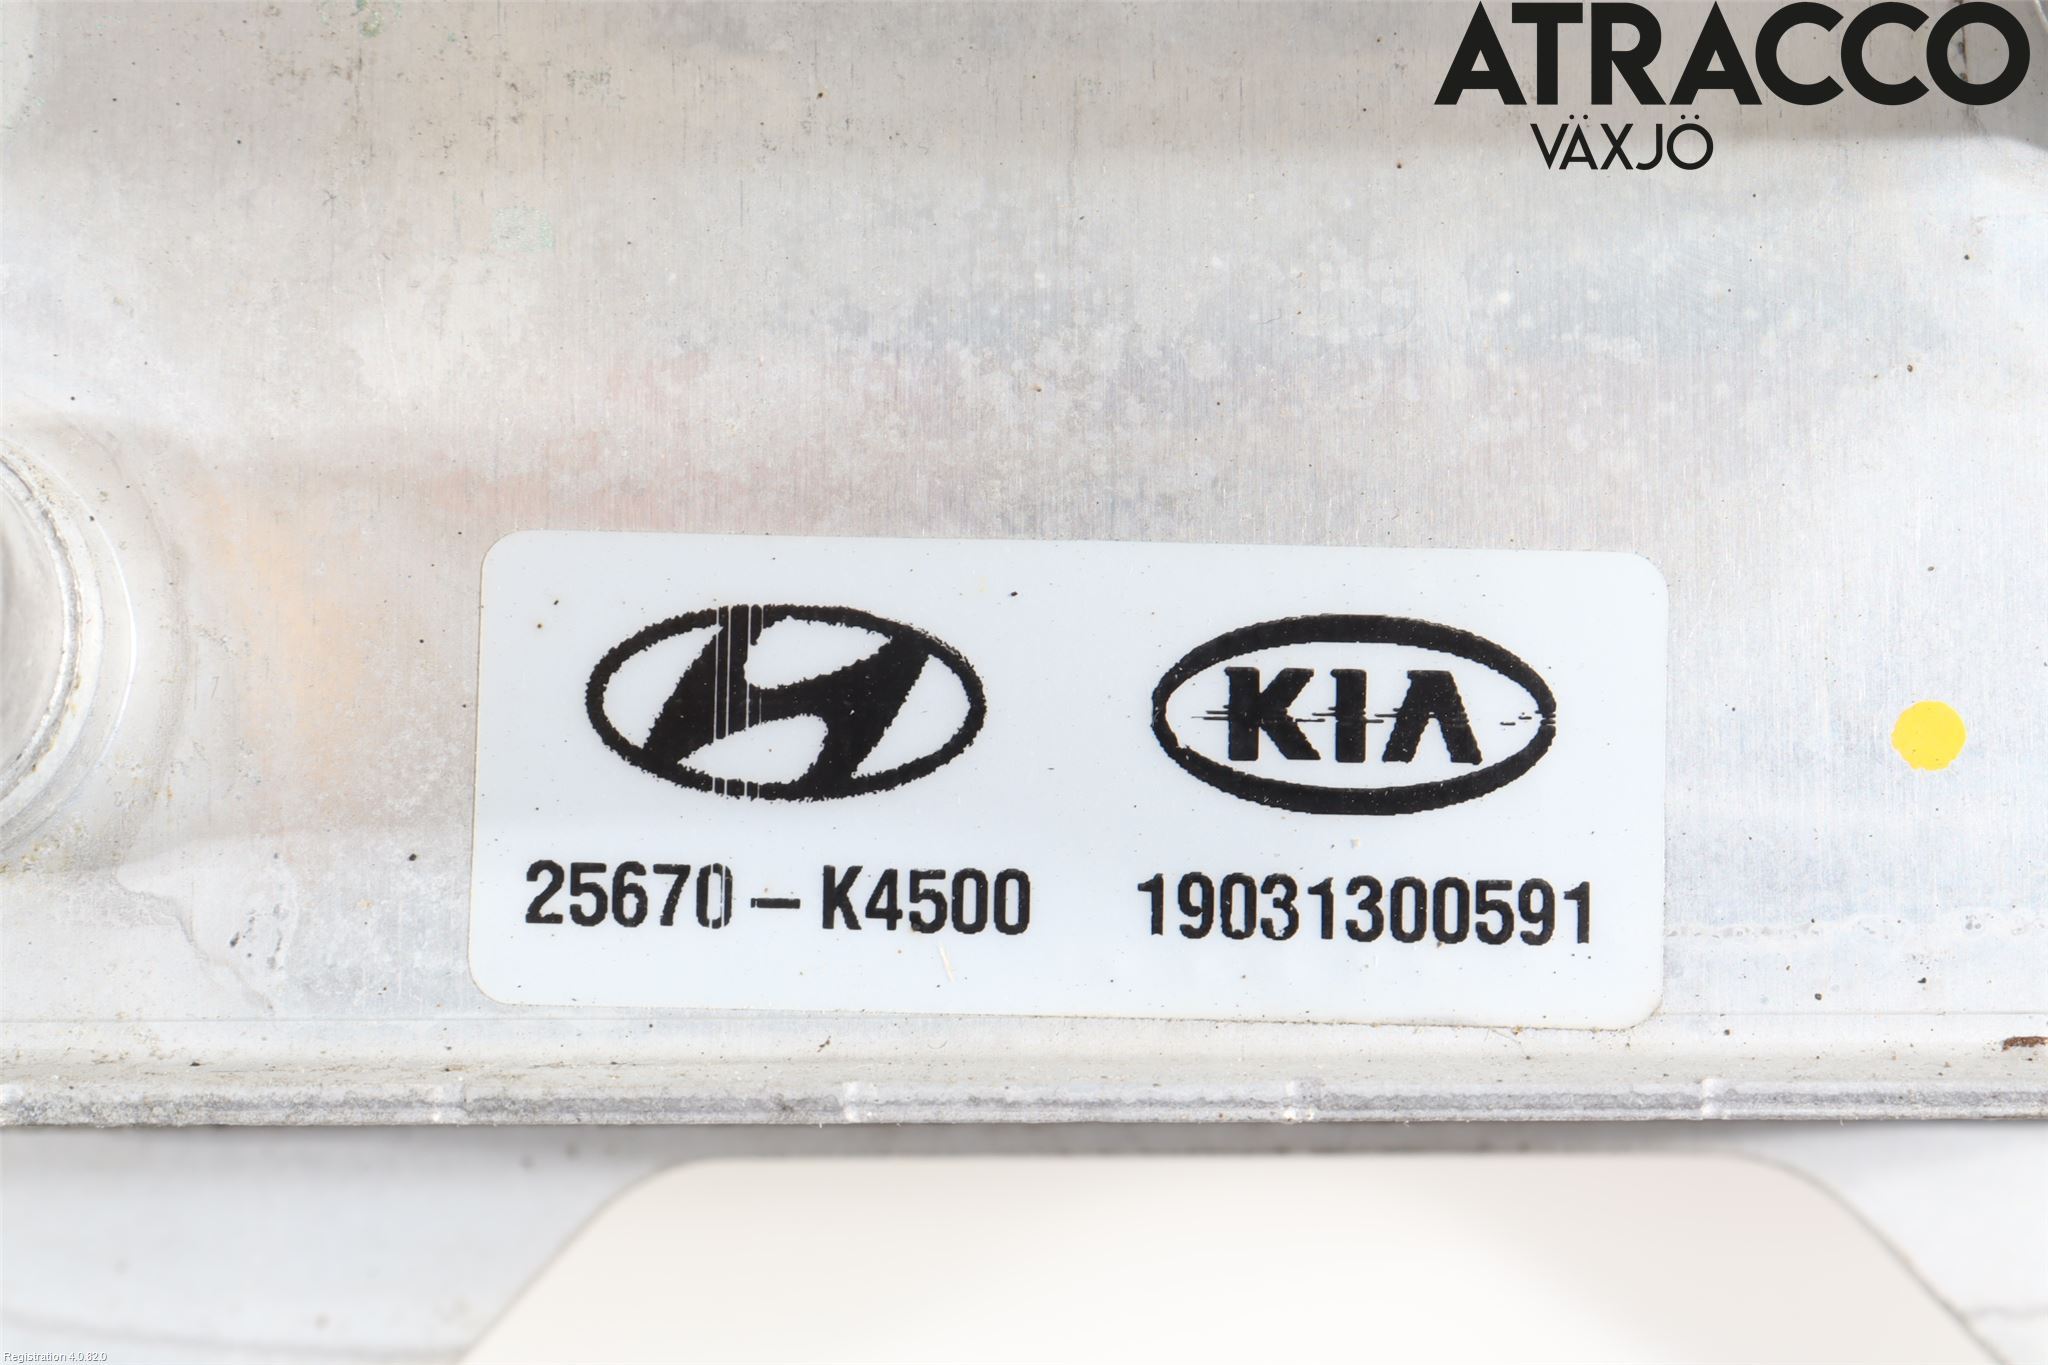 ATRACCO
VÄXJÖ
KIA
25670-K4500
19031300591
Registration 4.0.82.0